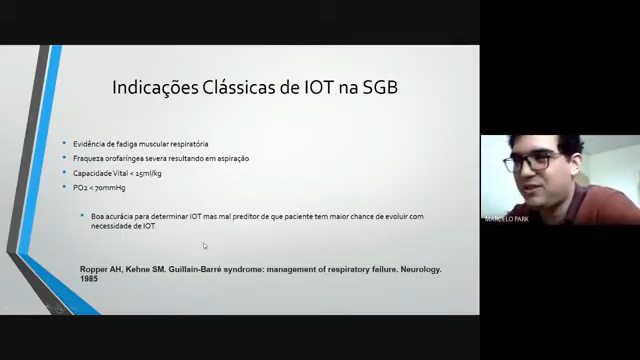 Indicações Clássicas de IOT na SGB
Evidência de fadiga muscular respiratória
Fraqueza orofaríngea severa resultando em aspiração
Capacidade Vital < 15ml/kg
PO2 < 70mmHg
Boa acurácia para determinar IOT mas mal preditor de que paciente tem maior chance de evoluir com
necessidade de IOT.
Ropper AH, Kehne SM. Guillain-Barré syndrome: management of respiratory failure. Neurology.
1985
MARCELO PARK